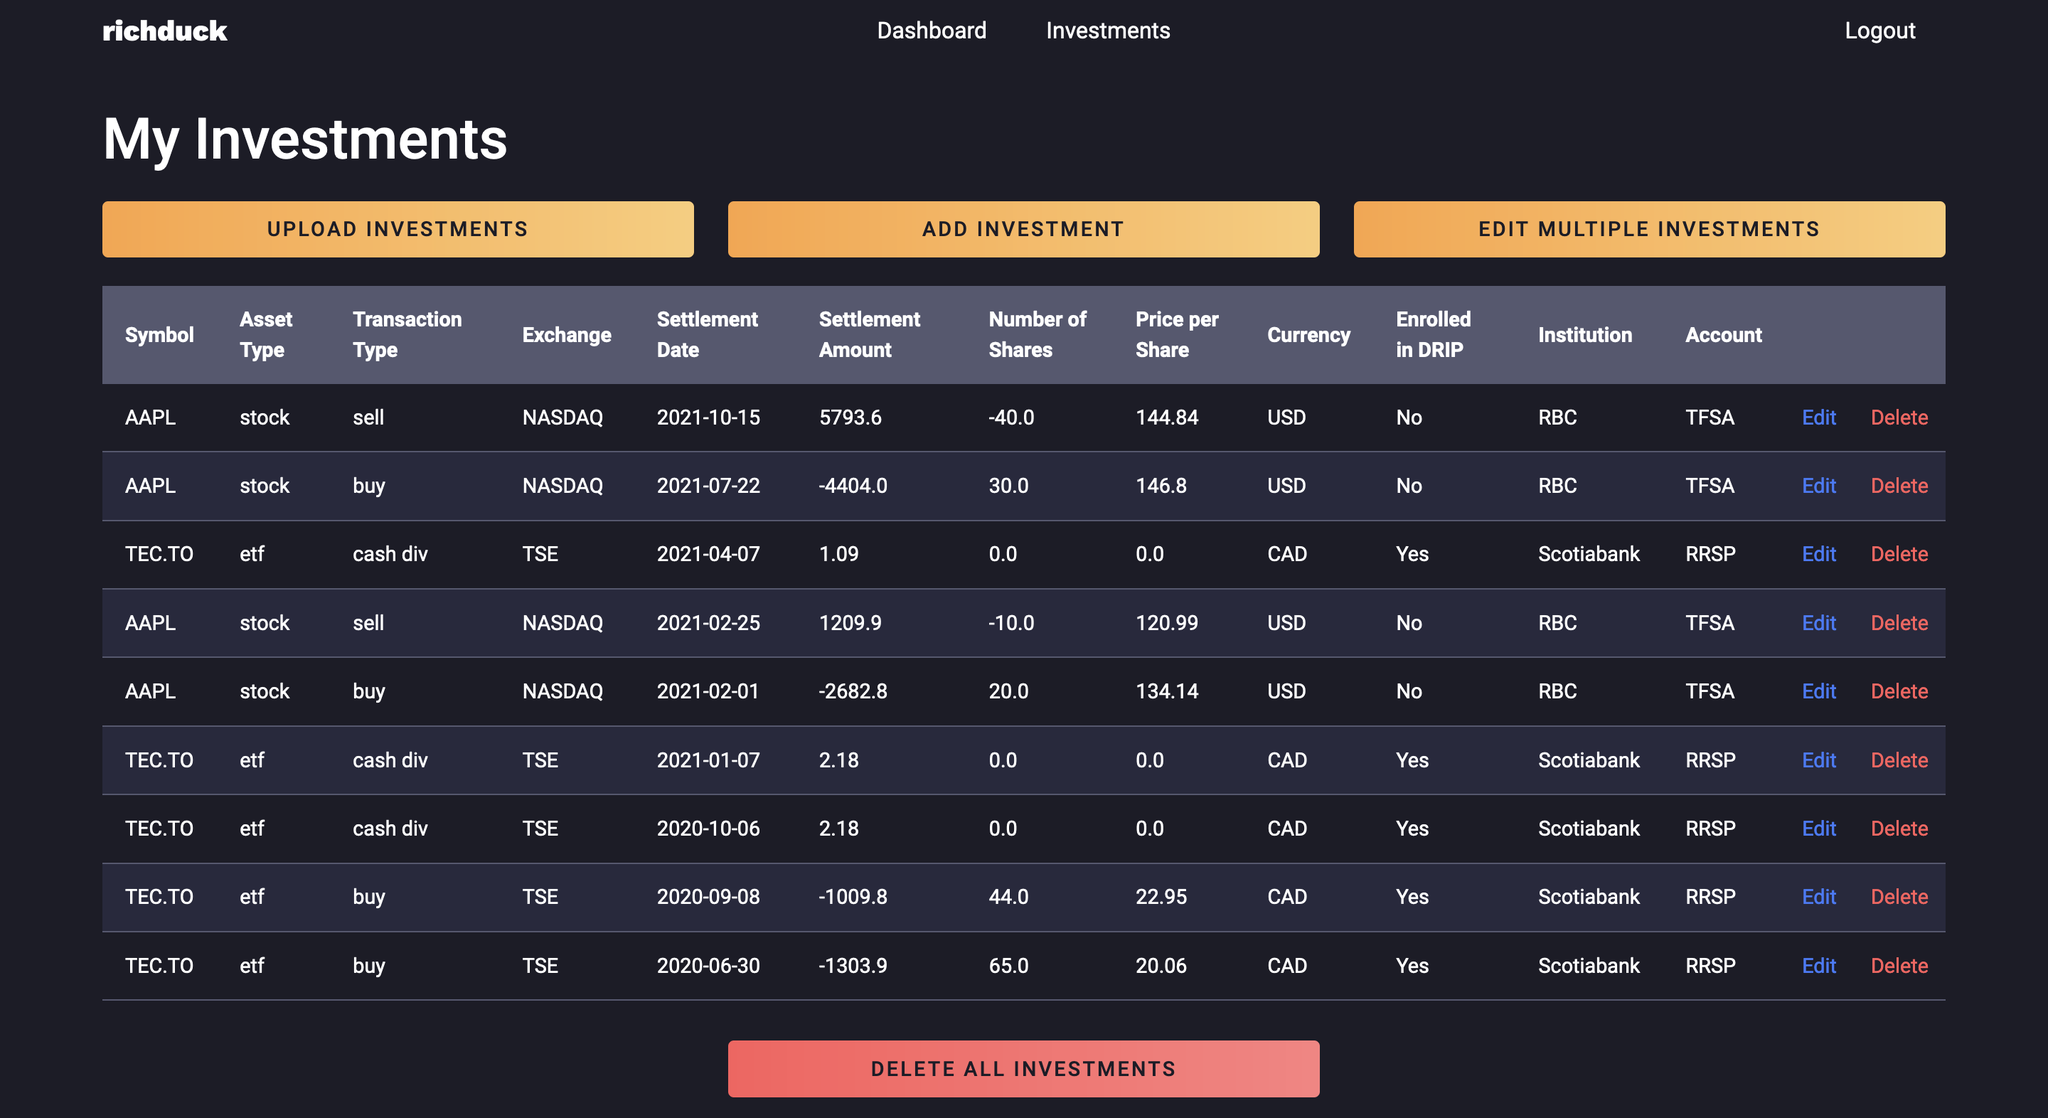 richduck Dashboard Investments Logout
My Investments
UPLOAD INVESTMENTS ADD INVESTMENT EDIT MULTIPLE INVESTMENTS
Symbol Asset Type Transaction Type Exchange Settlement Date Settlement Amount Number of Shares Price per Share Currency Enrolled in DRIP Institution Account
AAPL stock sell NASDAQ 2021-10-15 5793.6 -40.0 144.84 USD No RBC TFSA Edit Delete
AAPL stock buy NASDAQ 2021-07-22 -4404.0 30.0 146.8 USD No RBC TFSA Edit Delete
TEC.TO etf cash div TSE 2021-04-07 1.09 0.0 0.0 CAD Yes Scotiabank RRSP Edit Delete
AAPL stock sell NASDAQ 2021-02-25 1209.9 -10.0 120.99 USD No RBC TFSA Edit Delete
AAPL stock buy NASDAQ 2021-02-01 -2682.8 20.0 134.14 USD No RBC TFSA Edit Delete
TEC.TO etf cash div TSE 2021-01-07 2.18 0.0 0.0 CAD Yes Scotiabank RRSP Edit Delete
TEC.TO etf cash div TSE 2020-10-06 2.18 0.0 0.0 CAD Yes Scotiabank RRSP Edit Delete
TEC.TO etf buy TSE 2020-09-08 -1009.8 44.0 22.95 CAD Yes Scotiabank RRSP Edit Delete
TEC.TO etf buy TSE 2020-06-30 -1303.9 65.0 20.06 CAD Yes Scotiabank RRSP Edit Delete
DELETE ALL INVESTMENTS